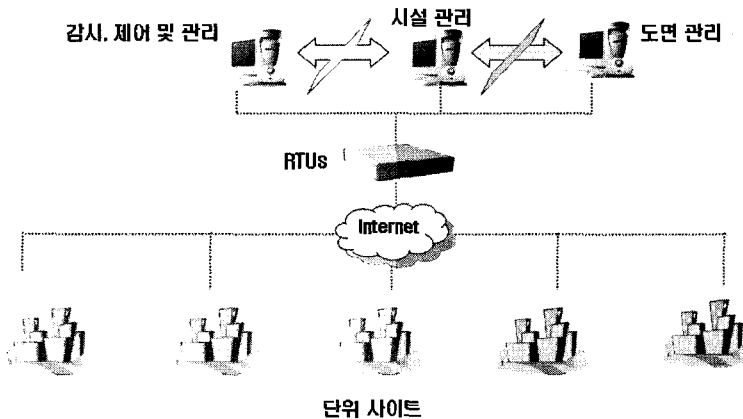 감시. 제어 및 관리
시설 관리
도면 관리
RTUs
Internet
단위 사이트